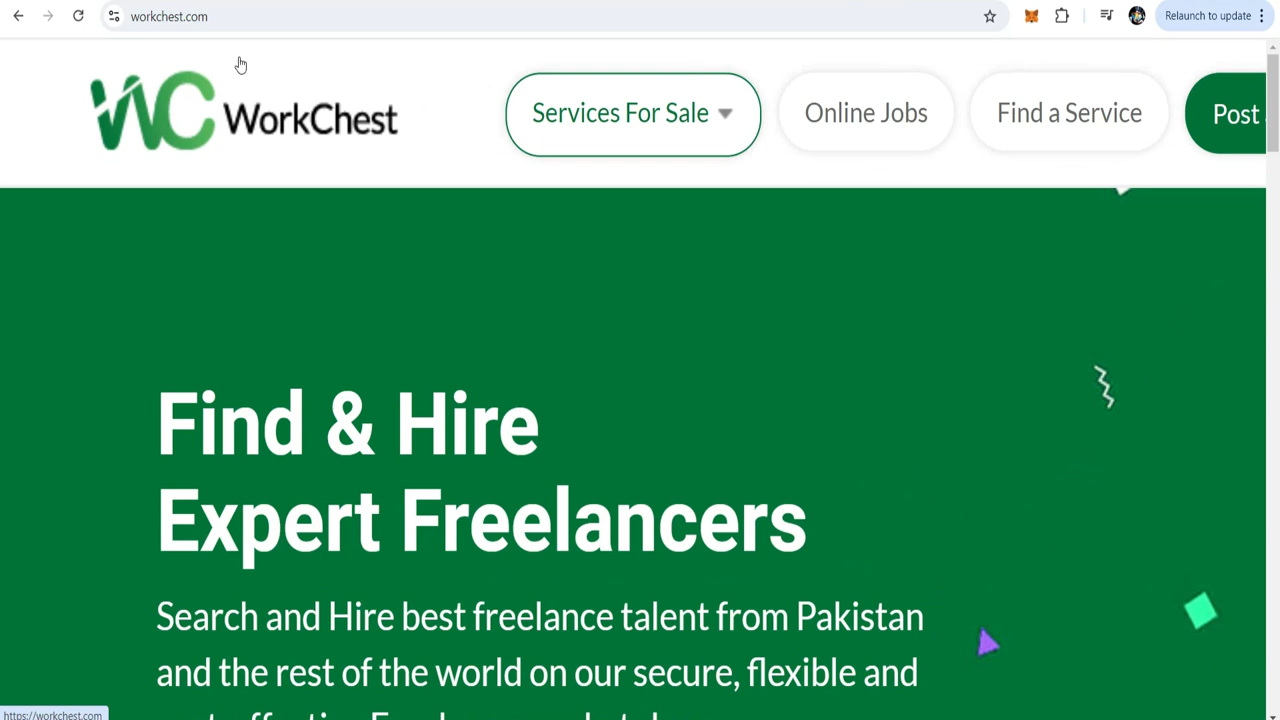 workchest.com
Relaunch to update
WC WorkChest
Services For Sale
Online Jobs
Find a Service
Post
Find & Hire
Expert Freelancers
Search and Hire best freelance talent from Pakistan
and the rest of the world on our secure, flexible and
https://workchest.com